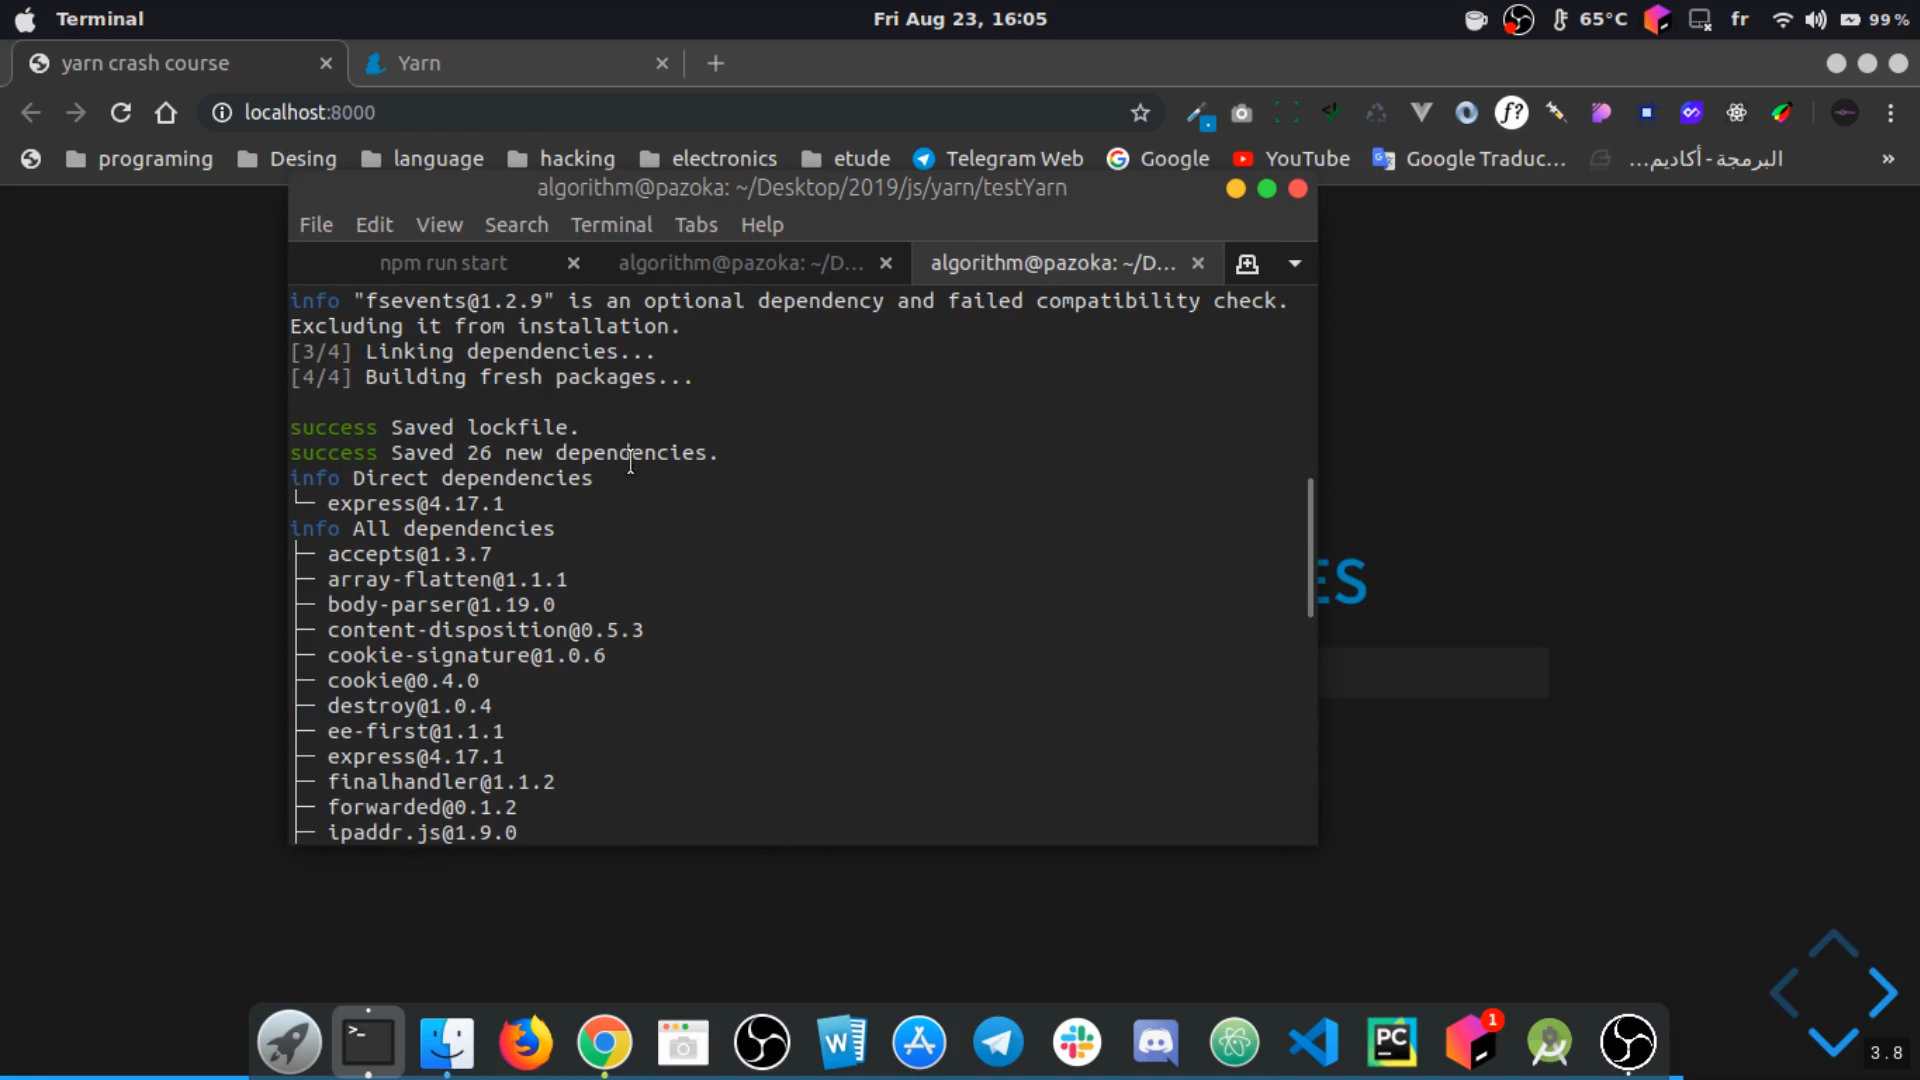 Terminal
Fri Aug 23, 16:05
65°C
fr
99%
yarn crash course
Yarn
localhost:8000
f?
programing
Desing
language
hacking
electronics
etude
Telegram Web
Google
YouTube
Google Traduc...
البرمجة - أكاديم...
»
algorithm@pazoka: ~/Desktop/2019/js/yarn/testYarn
File Edit View Search Terminal Tabs Help
npm run start
algorithm@pazoka: ~/D...
algorithm@pazoka: ~/D...
info "fsevents@1.2.9" is an optional dependency and failed compatibility check.
Excluding it from installation.
[3/4] Linking dependencies...
[4/4] Building fresh packages...
success Saved lockfile.
success Saved 26 new dependencies.
info Direct dependencies
└─ express@4.17.1
info All dependencies
├─ accepts@1.3.7
├─ array-flatten@1.1.1
├─ body-parser@1.19.0
├─ content-disposition@0.5.3
├─ cookie-signature@1.0.6
├─ cookie@0.4.0
├─ destroy@1.0.4
├─ ee-first@1.1.1
├─ express@4.17.1
├─ finalhandler@1.1.2
├─ forwarded@0.1.2
├─ ipaddr.js@1.9.0
ES
>_
W
PC
1
3.8